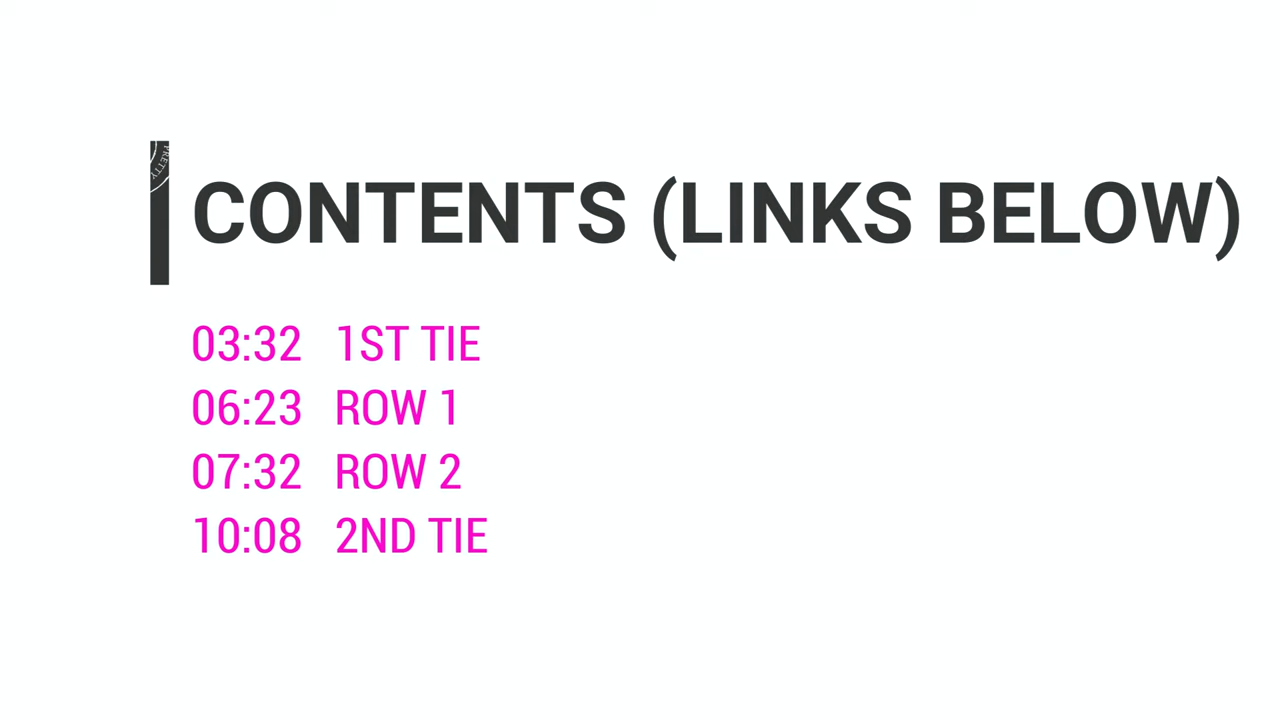 PRETTY
CONTENTS (LINKS BELOW)
03:32 1ST TIE
06:23 ROW 1
07:32 ROW 2
10:08 2ND TIE